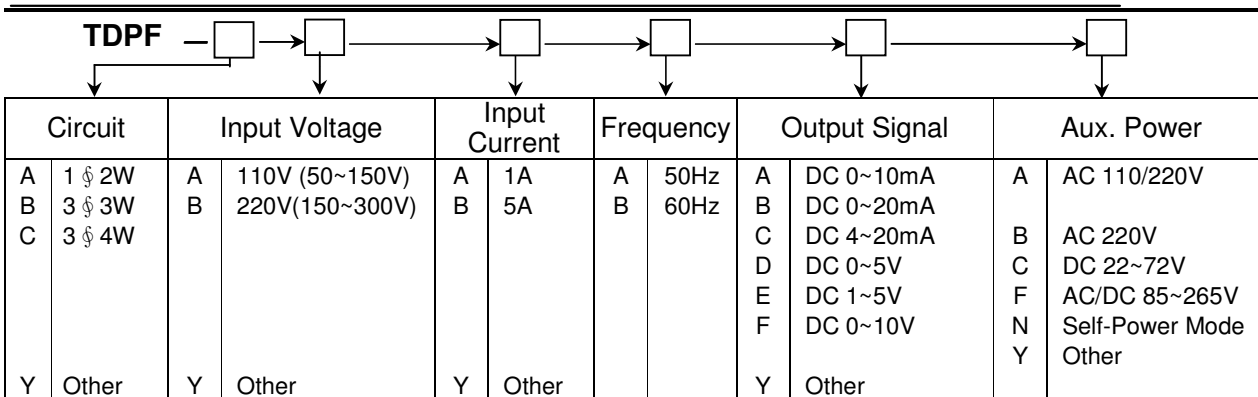 TDPF –
Circuit Input Voltage Input Current Frequency Output Signal Aux. Power
A 1∮2W A 110V (50~150V) A 1A A 50Hz A DC 0~10mA A AC 110/220V
B 3∮3W B 220V(150~300V) B 5A B 60Hz B DC 0~20mA
C 3∮4W C DC 4~20mA B AC 220V
D DC 0~5V C DC 22~72V
E DC 1~5V F AC/DC 85~265V
F DC 0~10V N Self-Power Mode
Y Other
Y Other Y Other Y Other Y Other